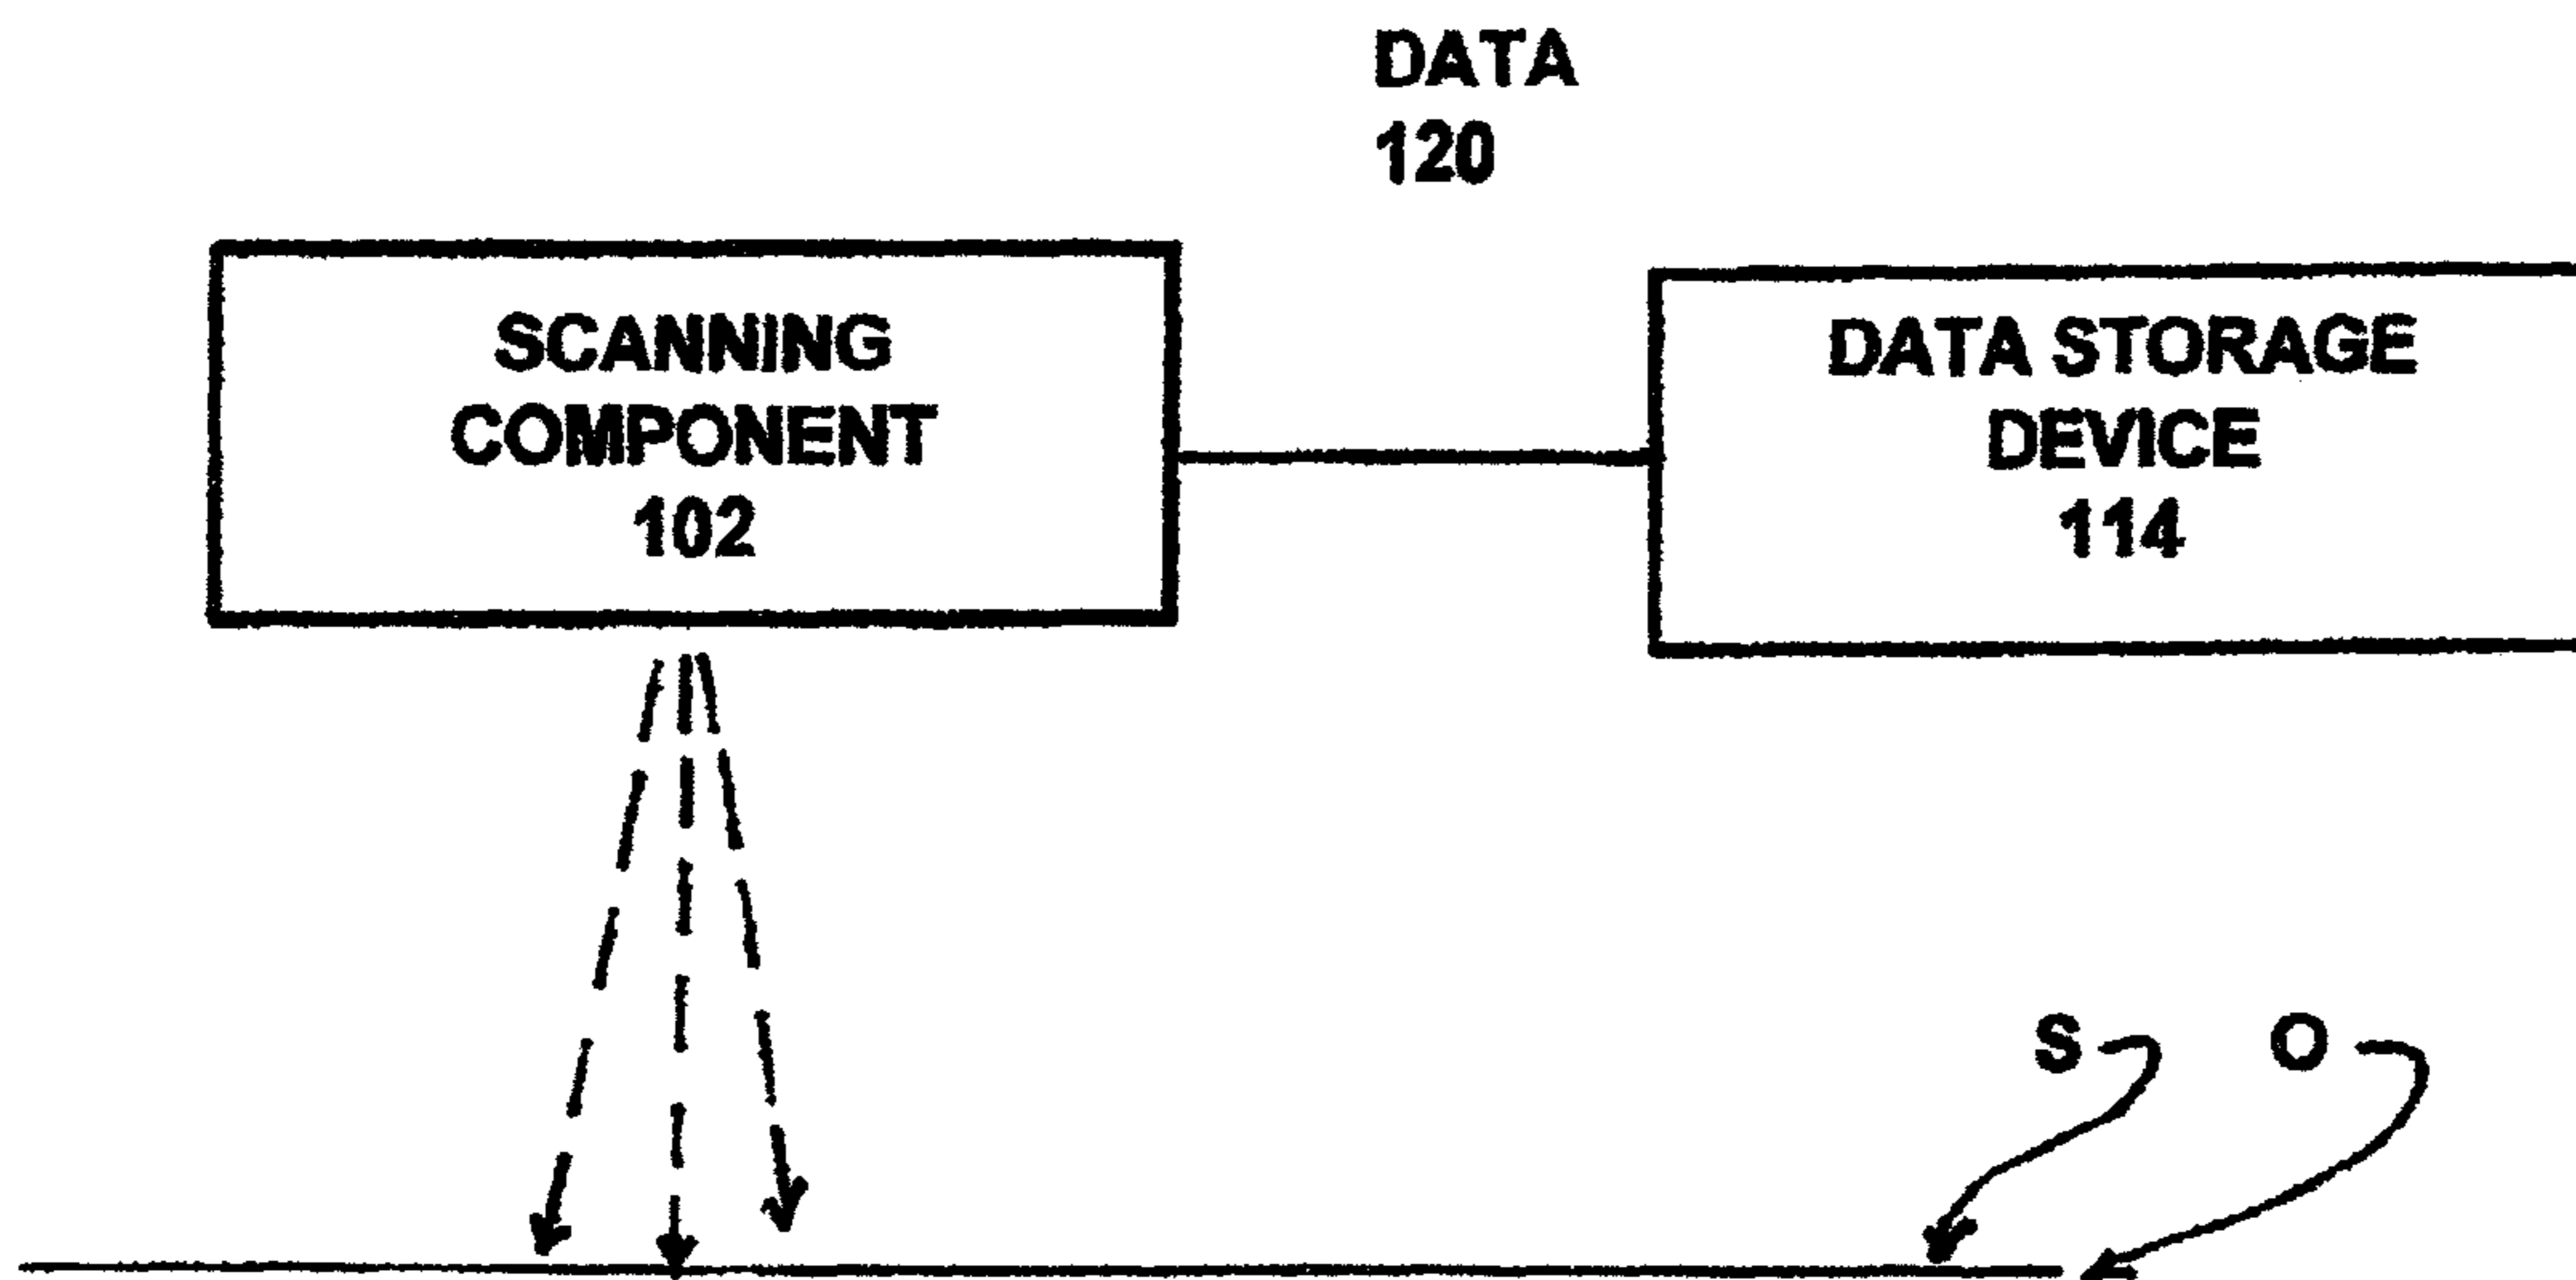 DATA
120
SCANNING
COMPONENT
102
DATA STORAGE
DEVICE
114
S O